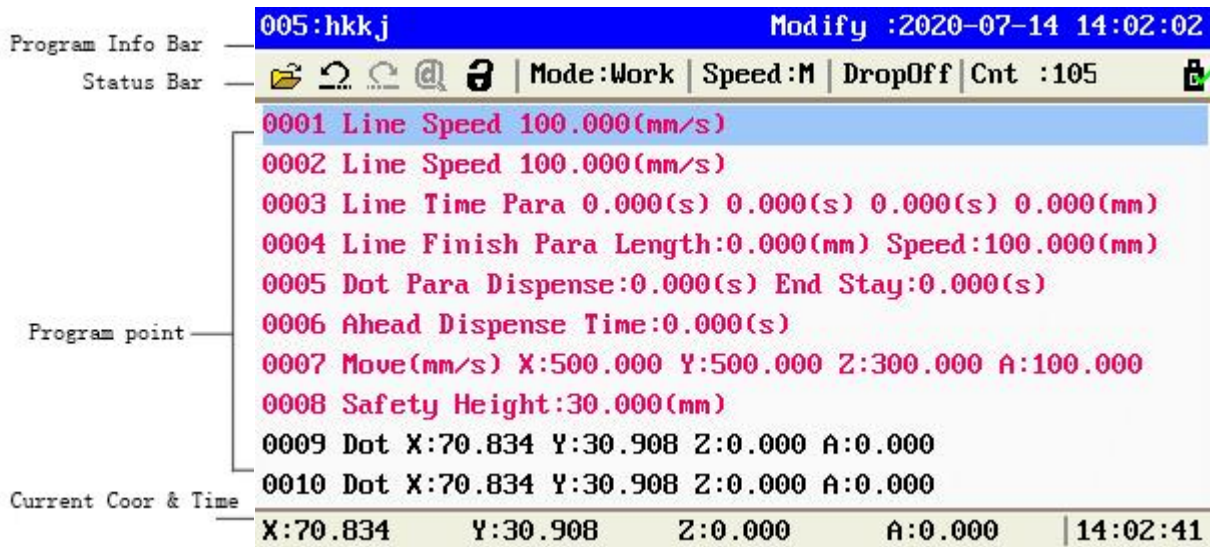 Program Info Bar
005:hkkj Modify :2020-07-14 14:02:02
Status Bar
Mode:Work Speed:M DropOff Cnt :105
0001 Line Speed 100.000(mm/s)
0002 Line Speed 100.000(mm/s)
0003 Line Time Para 0.000(s) 0.000(s) 0.000(s) 0.000(mm)
0004 Line Finish Para Length:0.000(mm) Speed:100.000(mm)
0005 Dot Para Dispense:0.000(s) End Stay:0.000(s)
Program point
0006 Ahead Dispense Time:0.000(s)
0007 Move(mm/s) X:500.000 Y:500.000 Z:300.000 A:100.000
0008 Safety Height:30.000(mm)
0009 Dot X:70.834 Y:30.908 Z:0.000 A:0.000
0010 Dot X:70.834 Y:30.908 Z:0.000 A:0.000
Current Coor & Time
X:70.834 Y:30.908 Z:0.000 A:0.000 14:02:41